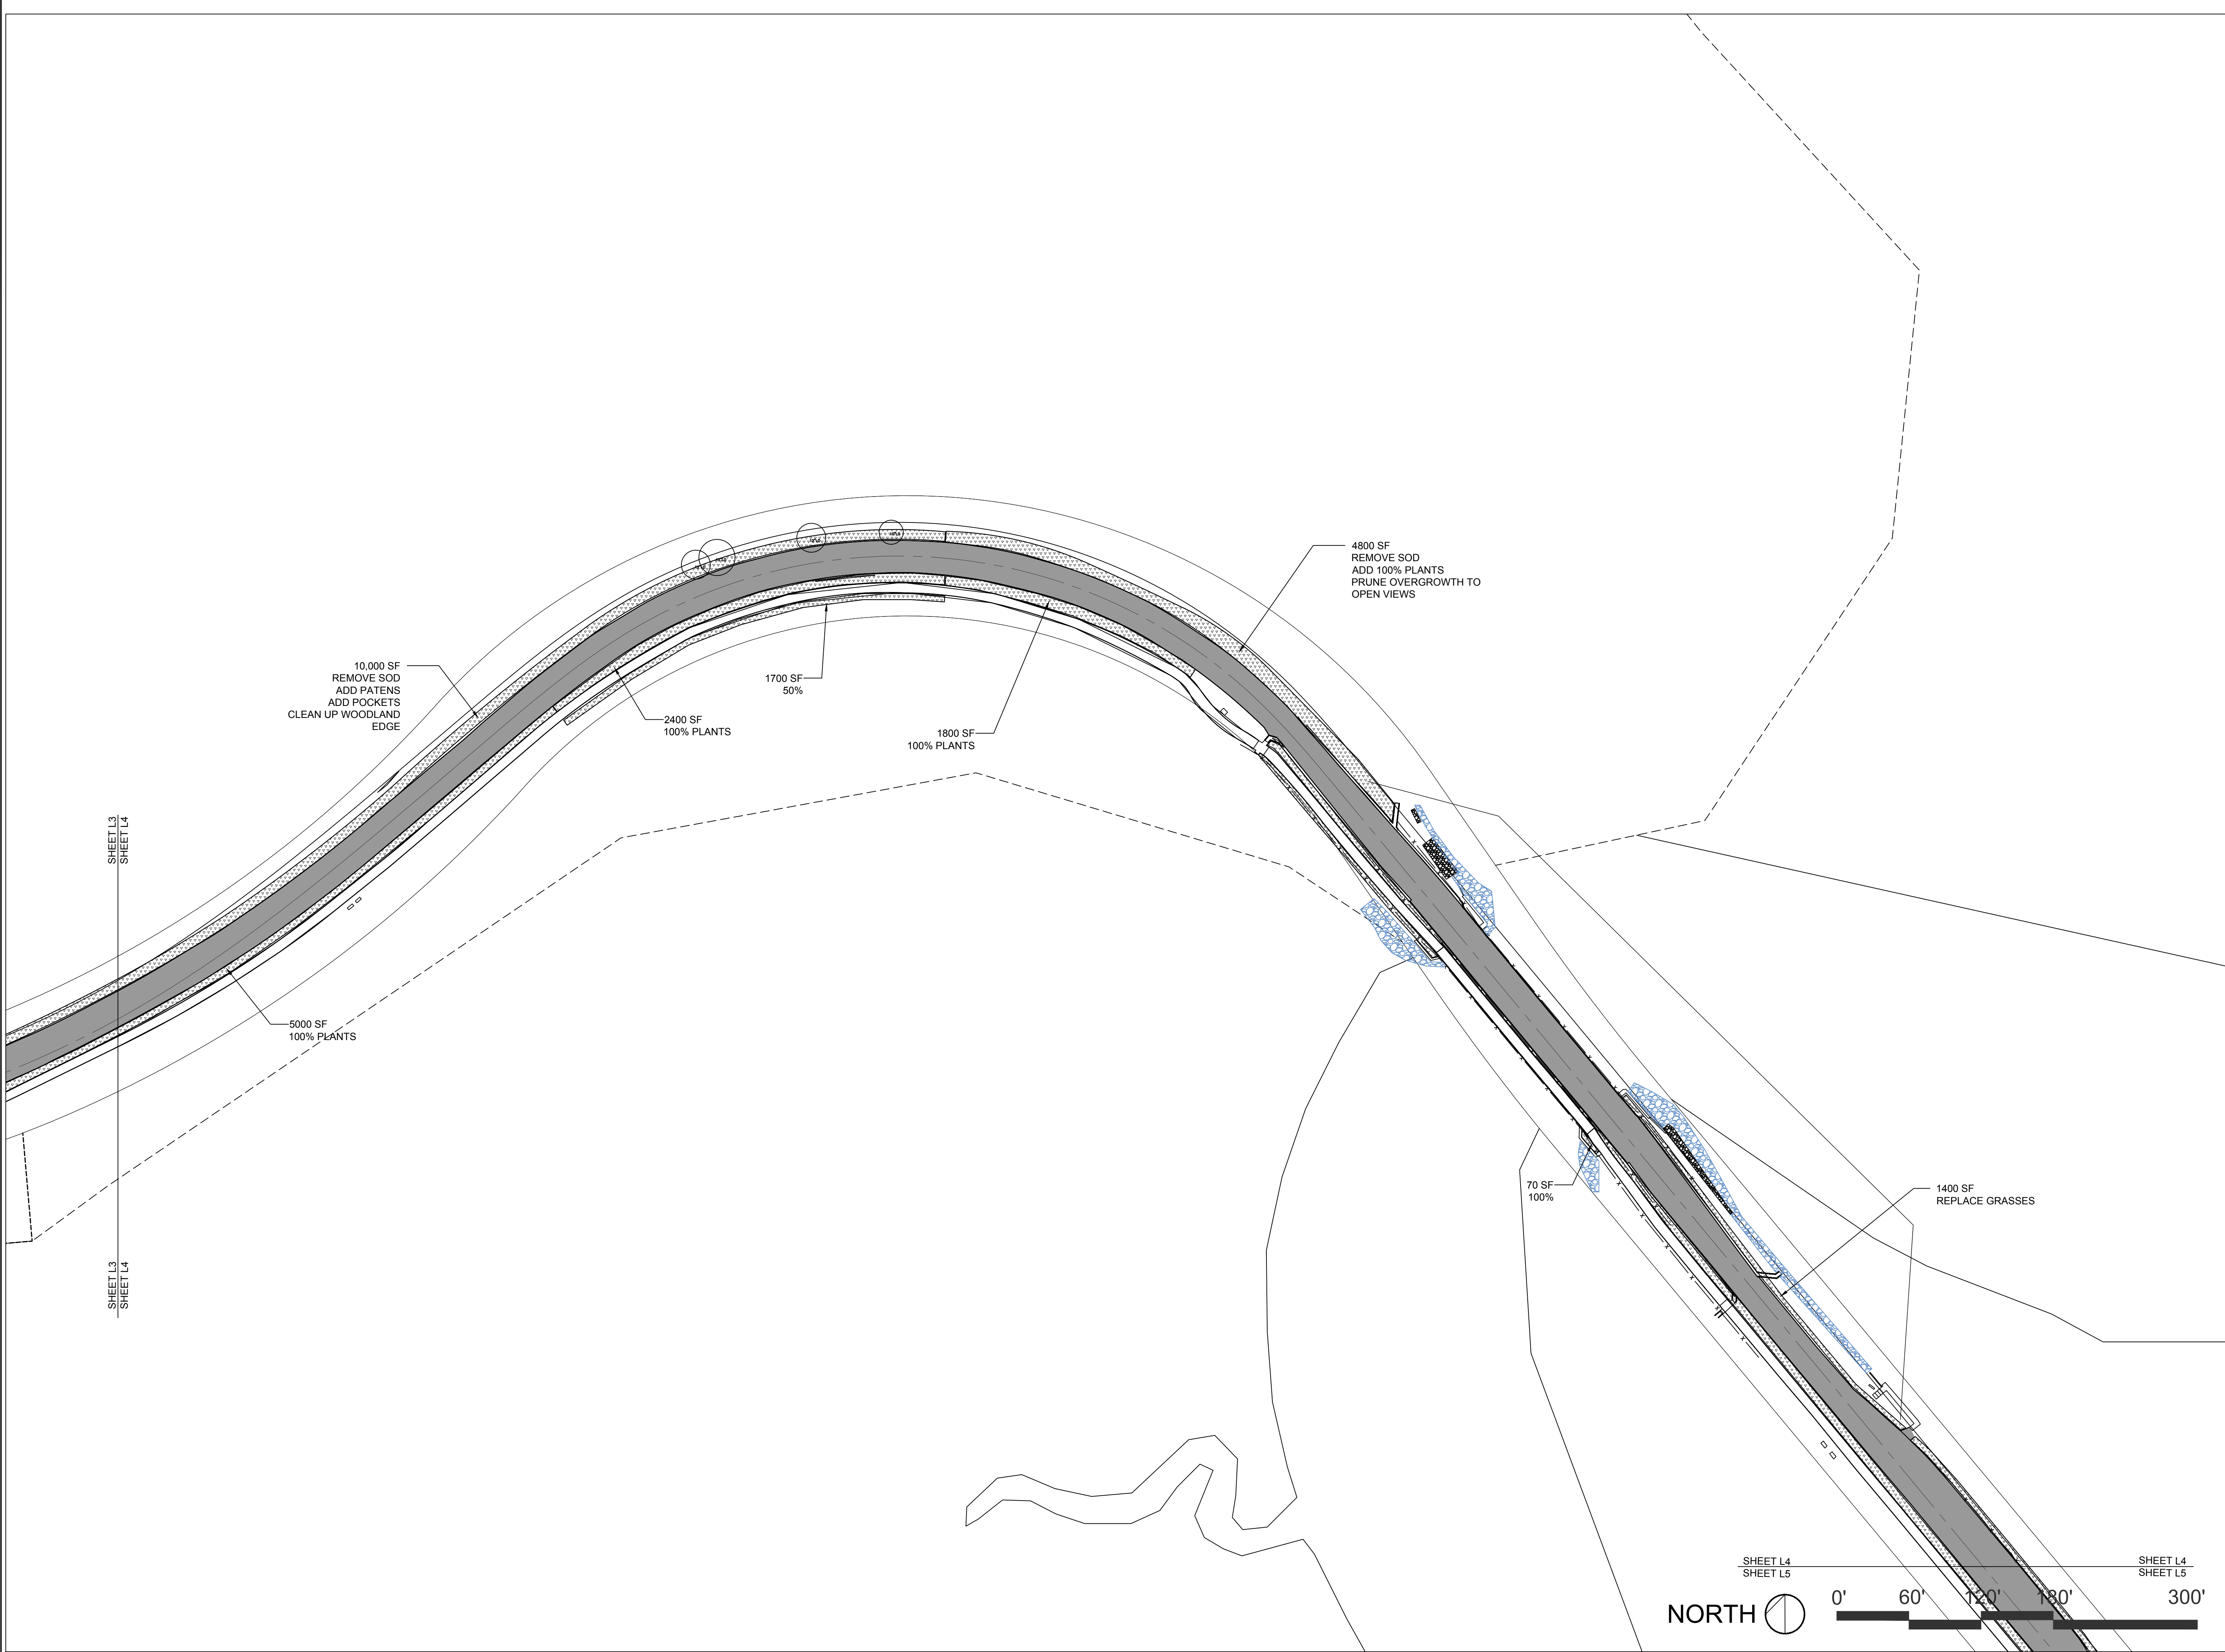 4800 SF
REMOVE SOD
ADD 100% PLANTS
PRUNE OVERGROWTH TO
OPEN VIEWS
10,000 SF
REMOVE SOD
ADD PATENS
ADD POCKETS
CLEAN UP WOODLAND
EDGE
1700 SF
50%
2400 SF
100% PLANTS
1800 SF
100% PLANTS
SHEET L3
SHEET L4
5000 SF
100% PLANTS
70 SF
100%
1400 SF
REPLACE GRASSES
SHEET L3
SHEET L4
SHEET L4
SHEET L5
SHEET L4
SHEET L5
NORTH
0' 60' 120' 180' 300'